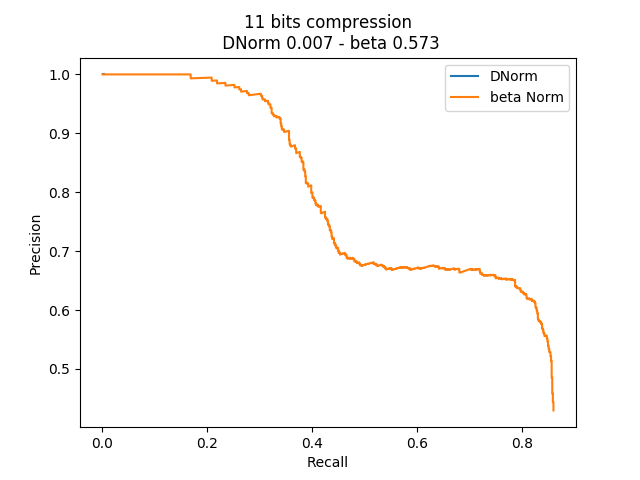 11 bits compression
DNorm 0.007 - beta 0.573
DNorm
beta Norm
1.0
0.9
0.8
0.7
0.6
0.5
Precision
0.0
0.2
0.4
0.6
0.8
Recall